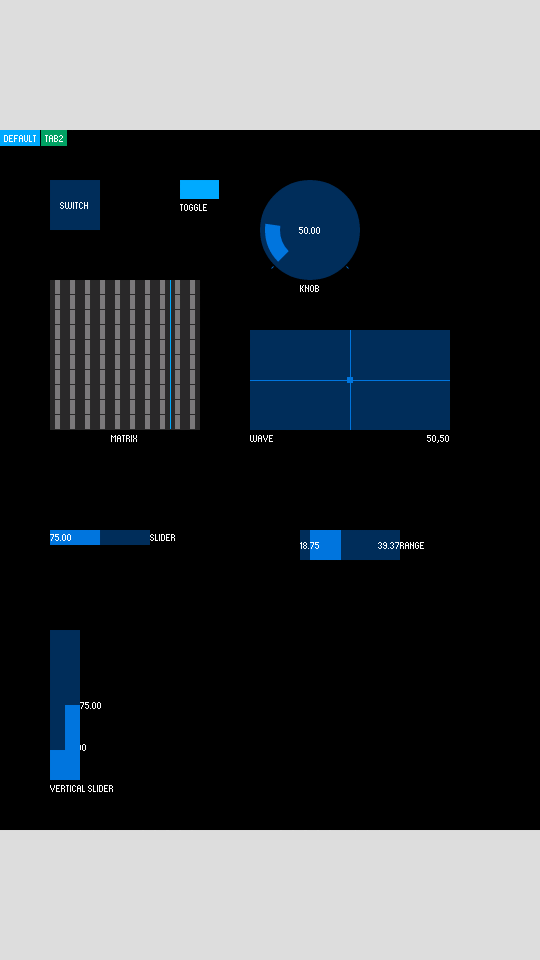 DEFAULT TAB2
SWITCH
TOGGLE
50.00
KNOB
MATRIX
WAVE 50,50
75.00 SLIDER
18.75 39.37RANGE
75.00
VERTICAL SLIDER